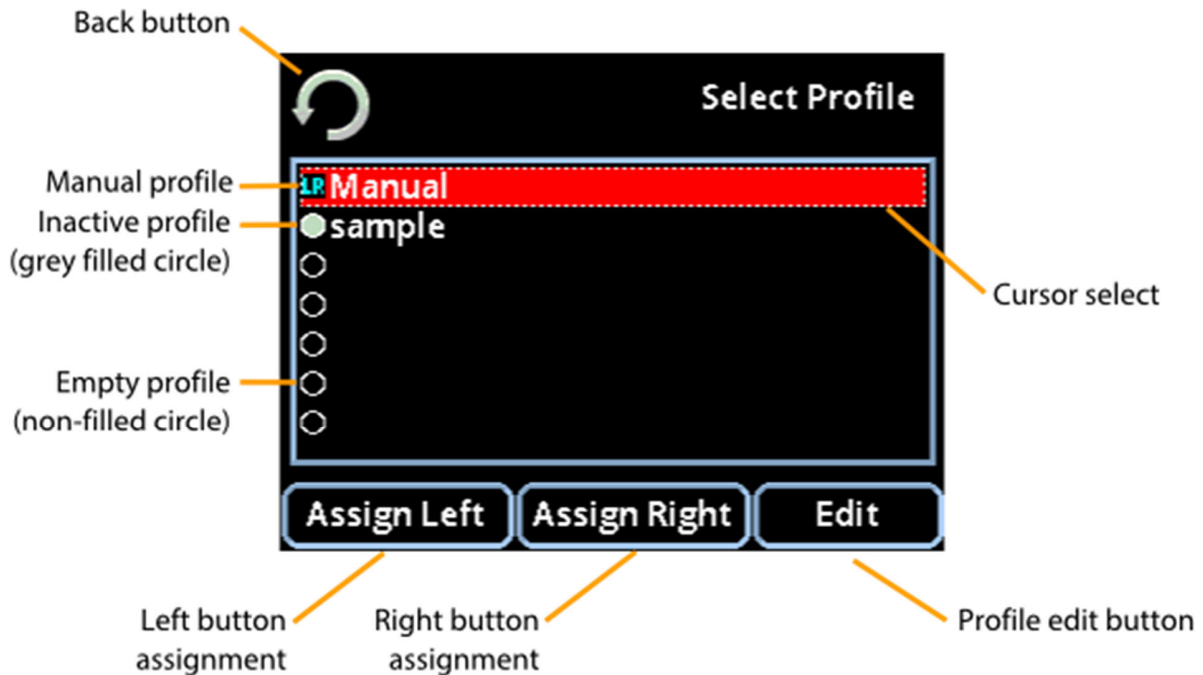 Back button
Select Profile
Manual profile
LR Manual
Inactive profile
(grey filled circle)
sample
Cursor select
Empty profile
(non-filled circle)
Assign Left
Assign Right
Edit
Left button
assignment
Right button
assignment
Profile edit button